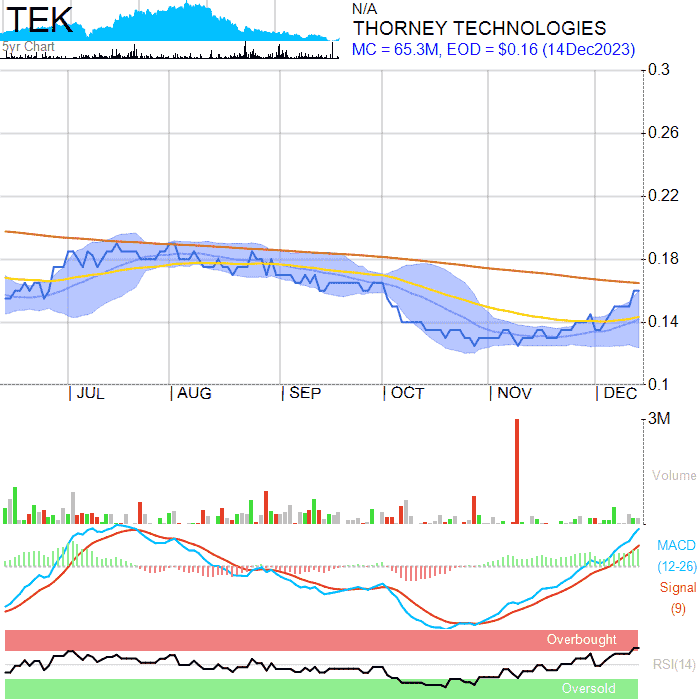 TEK
5yr Chart
N/A
THORNEY TECHNOLOGIES
MC = 65.3M, EOD = $0.16 (14Dec2023)
0.3
0.26
0.22
0.18
0.14
0.1
| JUL | AUG | SEP | OCT | NOV | DEC
3M
Volume
MACD
(12-26)
Signal
(9)
Overbought
RSI(14)
Oversold